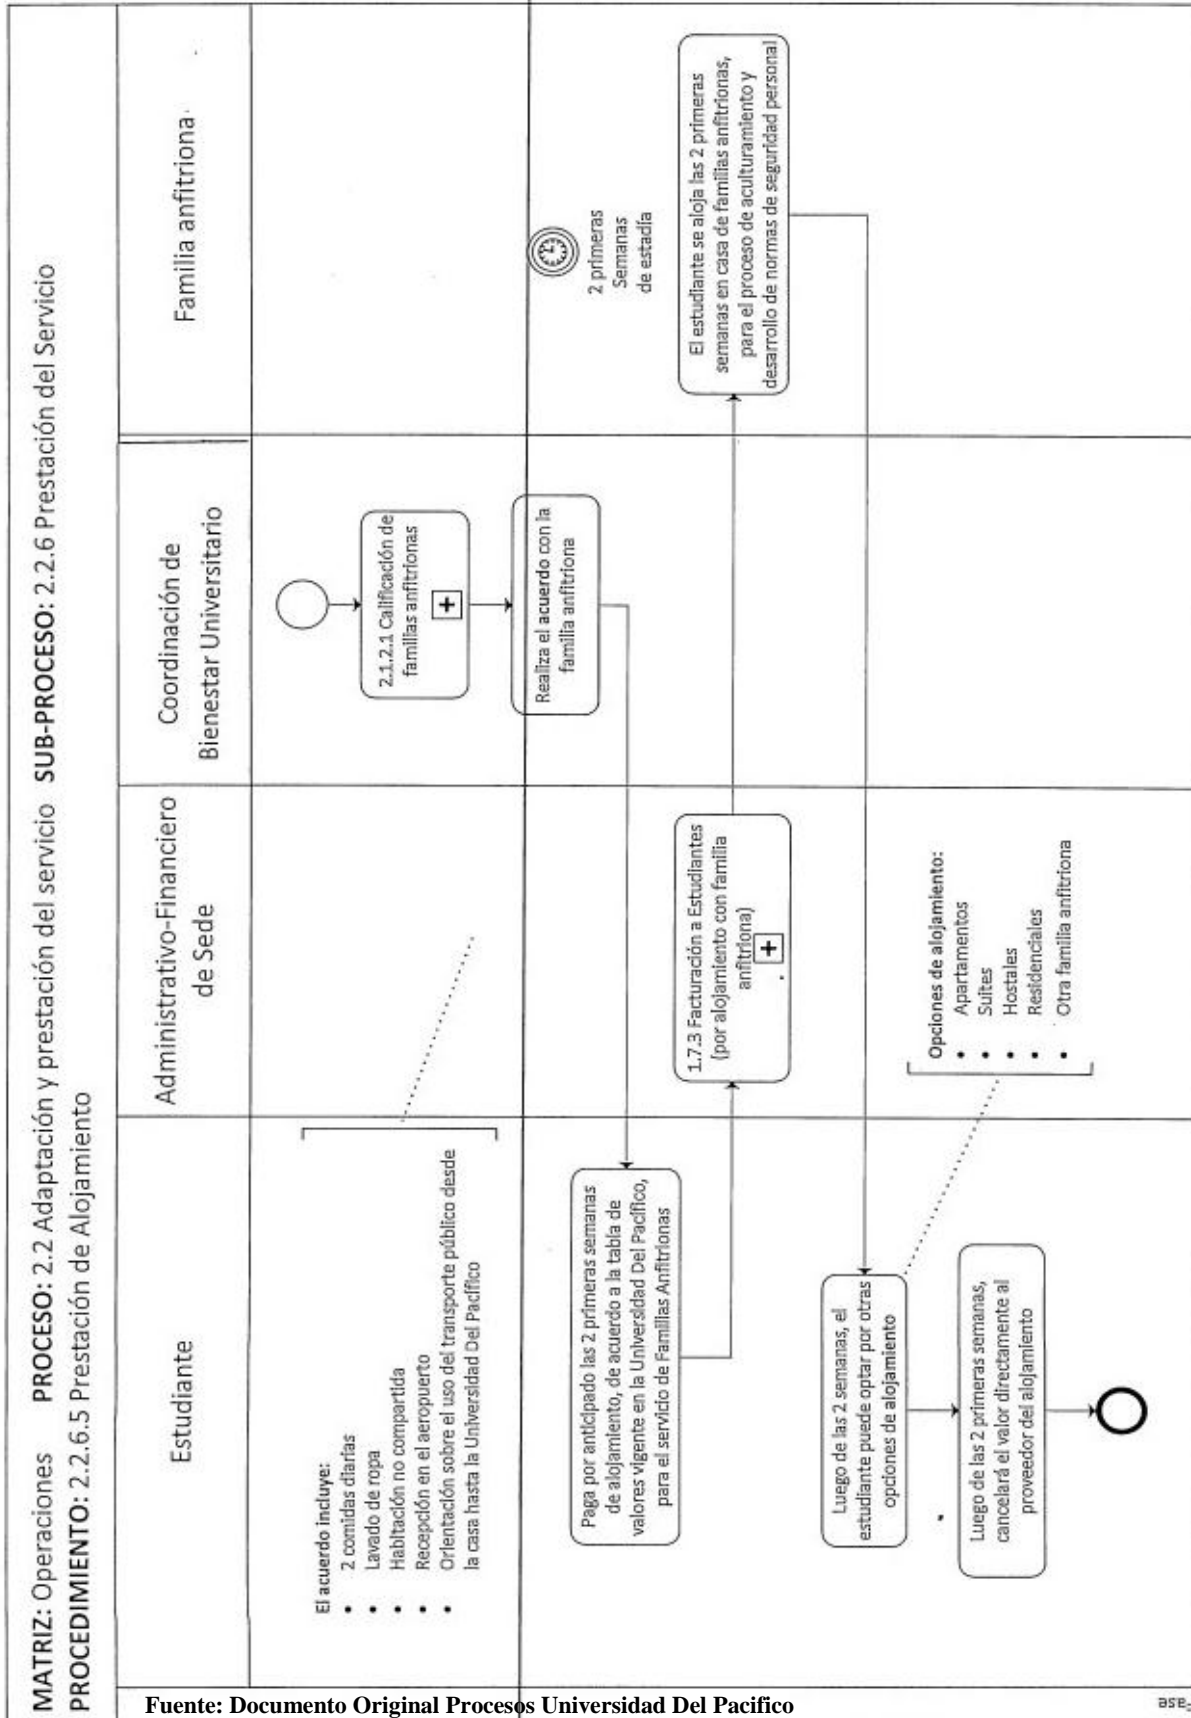 MATRIZ: Operaciones PROCESO: 2.2 Adaptación y prestación del servicio SUB-PROCESO: 2.2.6 Prestación del Servicio
PROCEDIMIENTO: 2.2.6.5 Prestación de Alojamiento
Estudiante
Administrativo-Financiero
de Sede
Coordinación de
Bienestar Universitario
Familia anfitriona
El acuerdo incluye:
• 2 comidas diarias
• Lavado de ropa
• Habitación no compartida
• Recepción en el aeropuerto
• Orientación sobre el uso del transporte público desde
la casa hasta la Universidad Del Pacífico
2.1.2.1 Calificación de
familias anfitrionas
+
Realiza el acuerdo con la
familia anfitriona
2 primeras
Semanas
de estadía
Paga por anticipado las 2 primeras semanas
de alojamiento, de acuerdo a la tabla de
valores vigente en la Universidad Del Pacífico,
para el servicio de Familias Anfitrionas
1.7.3 Facturación a Estudiantes
(por alojamiento con familia
anfitriona)
+
El estudiante se aloja las 2 primeras
semanas en casa de familias anfitrionas,
para el proceso de aculturamiento y
desarrollo de normas de seguridad personal
Luego de las 2 semanas, el
estudiante puede optar por otras
opciones de alojamiento
Opciones de alojamiento:
• Apartamentos
• Suites
• Hostales
• Residenciales
• Otra familia anfitriona
Luego de las 2 primeras semanas,
cancelará el valor directamente al
proveedor del alojamiento
Fase
Fuente: Documento Original Procesos Universidad Del Pacifico